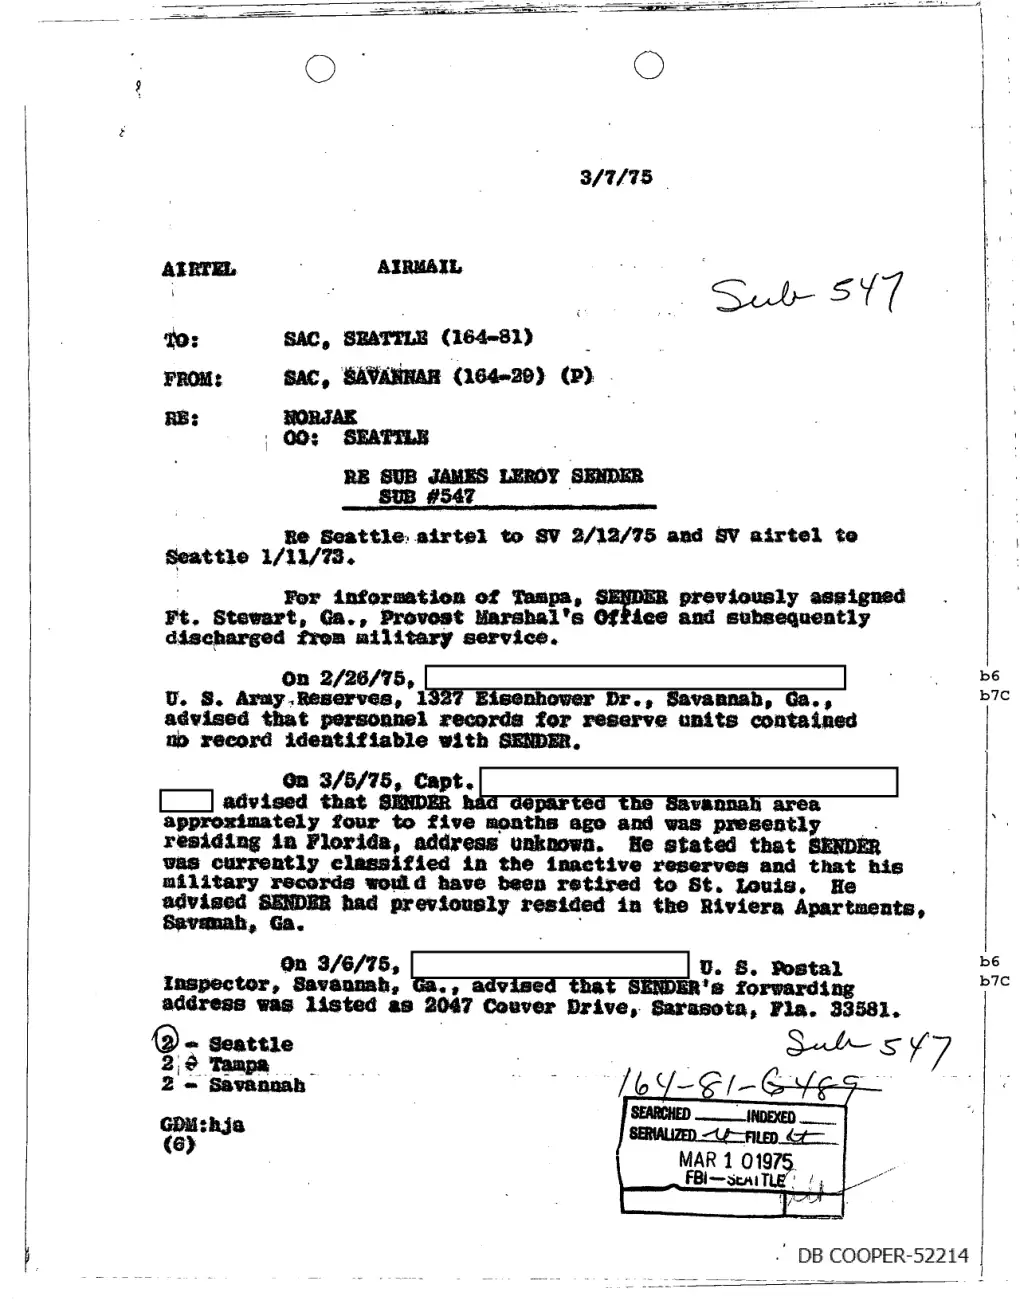 3/7/75
AIRTEL AIRMAIL
Sub 547
TO: SAC, SEATTLE (164-81)
FROM: SAC, SAVANNAH (164-29) (P)
RE: NORJAK
OO: SEATTLE
RE SUB JAMES LEROY SENDER
SUB #547
Re Seattle airtel to SV 2/12/75 and SV airtel to
Seattle 1/11/73.
For information of Tampa, SENDER previously assigned
Ft. Stewart, Ga., Provost Marshal's Office and subsequently
discharged from military service.
On 2/26/75,
b6
U. S. Army Reserves, 1327 Eisenhower Dr., Savannah, Ga.,
b7C
advised that personnel records for reserve units contained
no record identifiable with SENDER.
On 3/5/75, Capt.
advised that SENDER had departed the Savannah area
approximately four to five months ago and was presently
residing in Florida, address unknown. He stated that SENDER
was currently classified in the inactive reserves and that his
military records would have been retired to St. Louis. He
advised SENDER had previously resided in the Riviera Apartments,
Savannah, Ga.
On 3/6/75, U. S. Postal
b6
Inspector, Savannah, Ga., advised that SENDER's forwarding
b7C
address was listed as 2047 Couver Drive, Sarasota, Fla. 33581.
2 - Seattle
2 - Tampa
2 - Savannah
Sub 547
164-81-6489
GDM:hja
(6)
SEARCHED INDEXED
SERIALIZED FILED
MAR 10 1975
FBI—SEATTLE
DB COOPER-52214